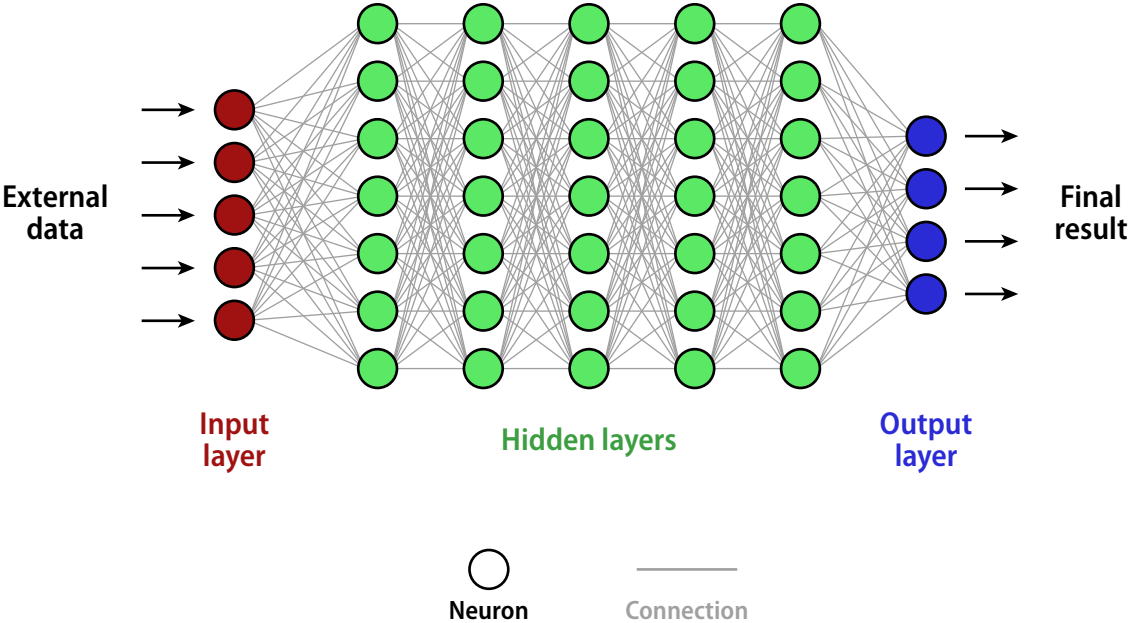 External
data
Final
result
Input
layer
Hidden layers
Output
layer
Neuron
Connection